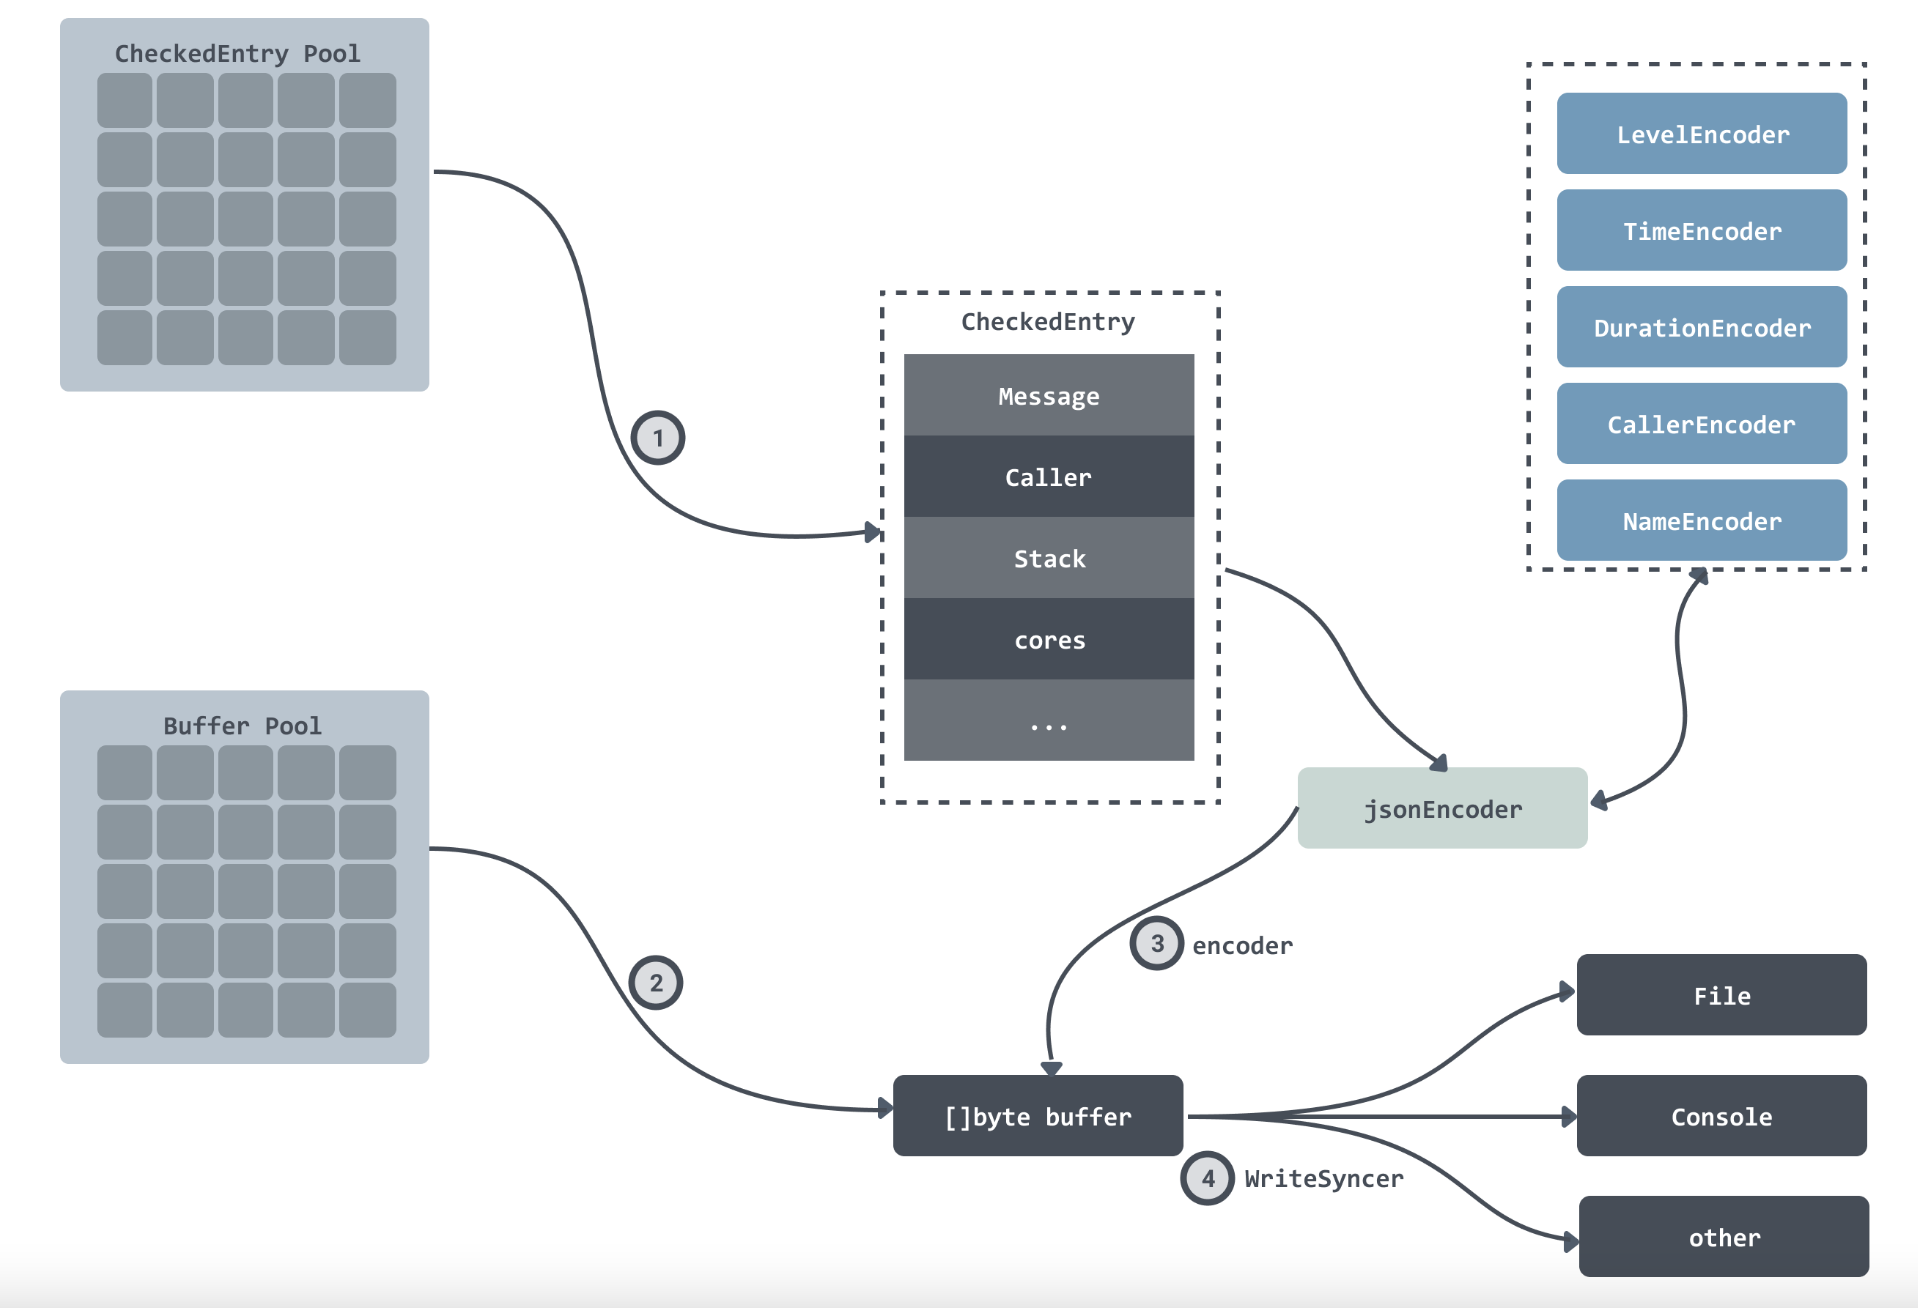 CheckedEntry Pool
LevelEncoder
TimeEncoder
DurationEncoder
CallerEncoder
NameEncoder
CheckedEntry
Message
Caller
Stack
cores
...
1
Buffer Pool
2
jsonEncoder
3 encoder
[]byte buffer
4 WriteSyncer
File
Console
other